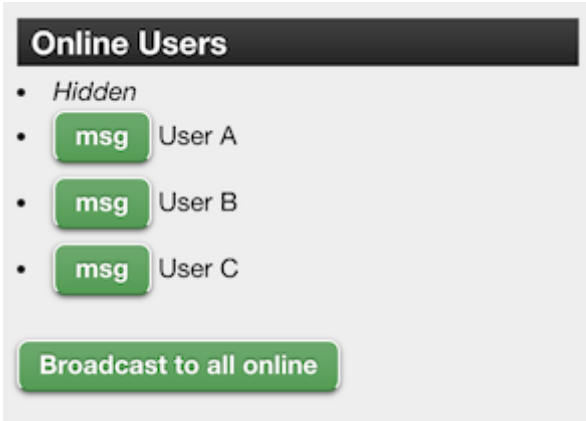 Online Users
Hidden
msg User A
msg User B
msg User C
Broadcast to all online